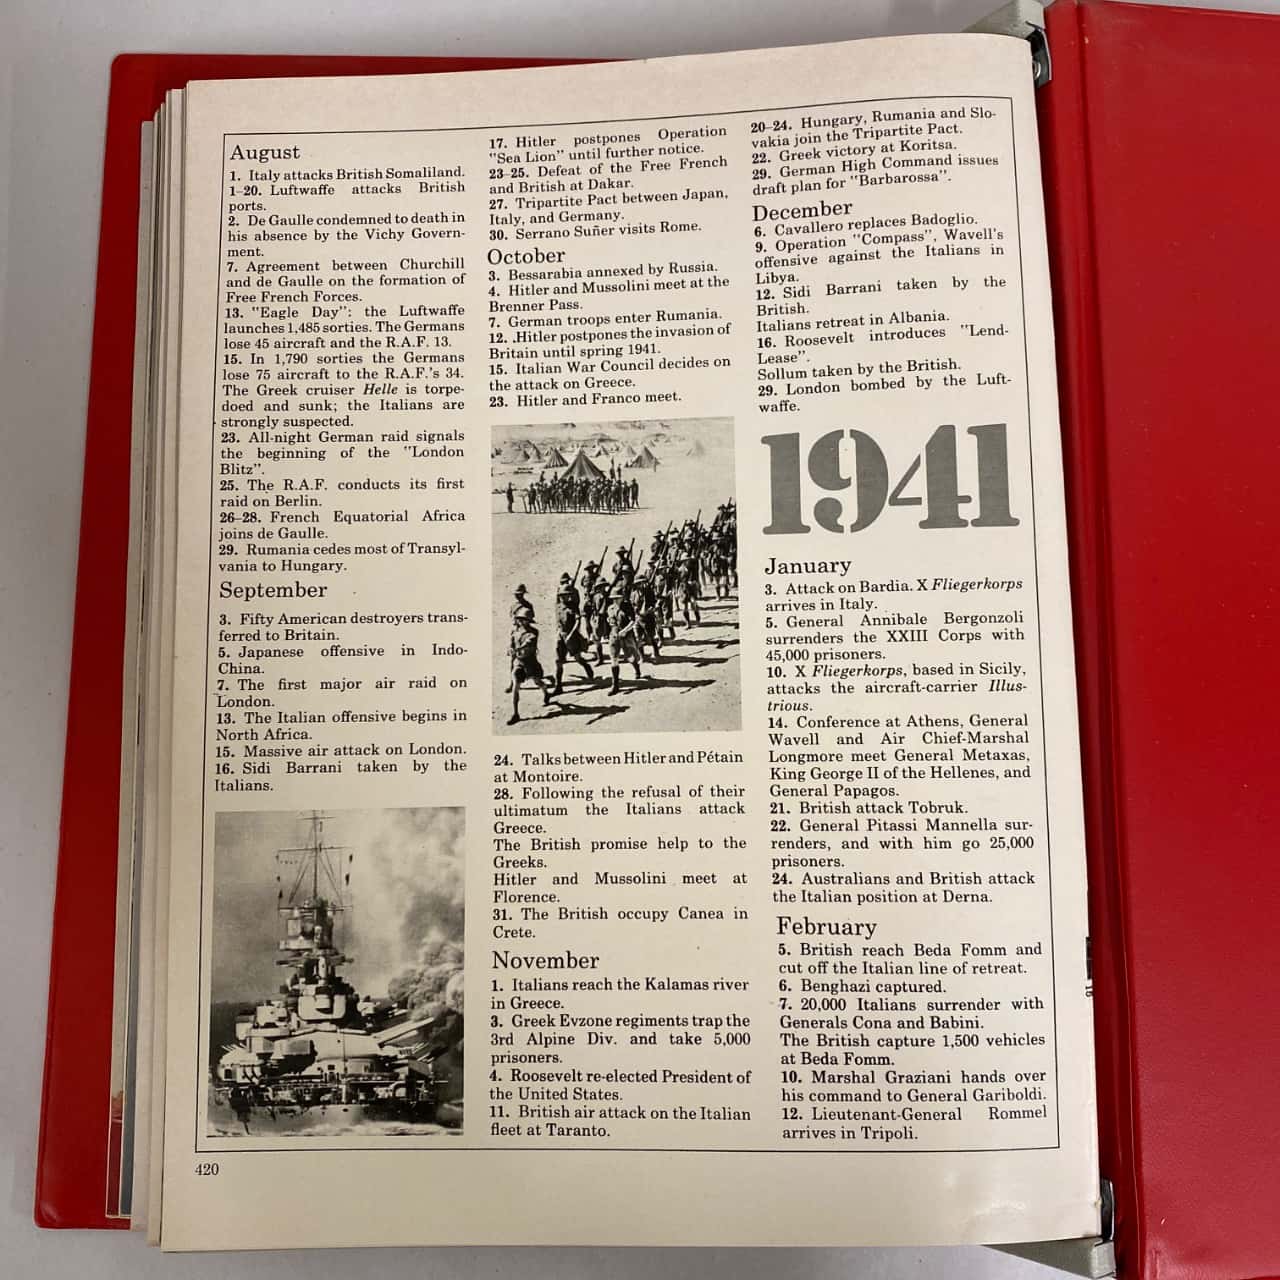 August
1. Italy attacks British Somaliland.
1–20. Luftwaffe attacks British
ports.
2. De Gaulle condemned to death in
his absence by the Vichy Govern-
ment.
7. Agreement between Churchill
and de Gaulle on the formation of
Free French Forces.
13. "Eagle Day": the Luftwaffe
launches 1,485 sorties. The Germans
lose 45 aircraft and the R.A.F. 13.
15. In 1,790 sorties the Germans
lose 75 aircraft to the R.A.F.'s 34.
The Greek cruiser Helle is torpe-
doed and sunk; the Italians are
strongly suspected.
23. All-night German raid signals
the beginning of the "London
Blitz".
25. The R.A.F. conducts its first
raid on Berlin.
26–28. French Equatorial Africa
joins de Gaulle.
29. Rumania cedes most of Transyl-
vania to Hungary.
September
3. Fifty American destroyers trans-
ferred to Britain.
5. Japanese offensive in Indo-
China.
7. The first major air raid on
London.
13. The Italian offensive begins in
North Africa.
15. Massive air attack on London.
16. Sidi Barrani taken by the
Italians.
17. Hitler postpones Operation
"Sea Lion" until further notice.
23–25. Defeat of the Free French
and British at Dakar.
27. Tripartite Pact between Japan,
Italy, and Germany.
30. Serrano Suñer visits Rome.
October
3. Bessarabia annexed by Russia.
4. Hitler and Mussolini meet at the
Brenner Pass.
7. German troops enter Rumania.
12. .Hitler postpones the invasion of
Britain until spring 1941.
15. Italian War Council decides on
the attack on Greece.
23. Hitler and Franco meet.
24. Talks between Hitler and Pétain
at Montoire.
28. Following the refusal of their
ultimatum the Italians attack
Greece.
The British promise help to the
Greeks.
Hitler and Mussolini meet at
Florence.
31. The British occupy Canea in
Crete.
November
1. Italians reach the Kalamas river
in Greece.
3. Greek Evzone regiments trap the
3rd Alpine Div. and take 5,000
prisoners.
4. Roosevelt re-elected President of
the United States.
11. British air attack on the Italian
fleet at Taranto.
20–24. Hungary, Rumania and Slo-
vakia join the Tripartite Pact.
22. Greek victory at Koritsa.
29. German High Command issues
draft plan for "Barbarossa".
December
6. Cavallero replaces Badoglio.
9. Operation "Compass", Wavell's
offensive against the Italians in
Libya.
12. Sidi Barrani taken by the
British.
Italians retreat in Albania.
16. Roosevelt introduces "Lend-
Lease".
Sollum taken by the British.
29. London bombed by the Luft-
waffe.
1941
January
3. Attack on Bardia. X Fliegerkorps
arrives in Italy.
5. General Annibale Bergonzoli
surrenders the XXIII Corps with
45,000 prisoners.
10. X Fliegerkorps, based in Sicily,
attacks the aircraft-carrier Illus-
trious.
14. Conference at Athens, General
Wavell and Air Chief-Marshal
Longmore meet General Metaxas,
King George II of the Hellenes, and
General Papagos.
21. British attack Tobruk.
22. General Pitassi Mannella sur-
renders, and with him go 25,000
prisoners.
24. Australians and British attack
the Italian position at Derna.
February
5. British reach Beda Fomm and
cut off the Italian line of retreat.
6. Benghazi captured.
7. 20,000 Italians surrender with
Generals Cona and Babini.
The British capture 1,500 vehicles
at Beda Fomm.
10. Marshal Graziani hands over
his command to General Gariboldi.
12. Lieutenant-General Rommel
arrives in Tripoli.
420